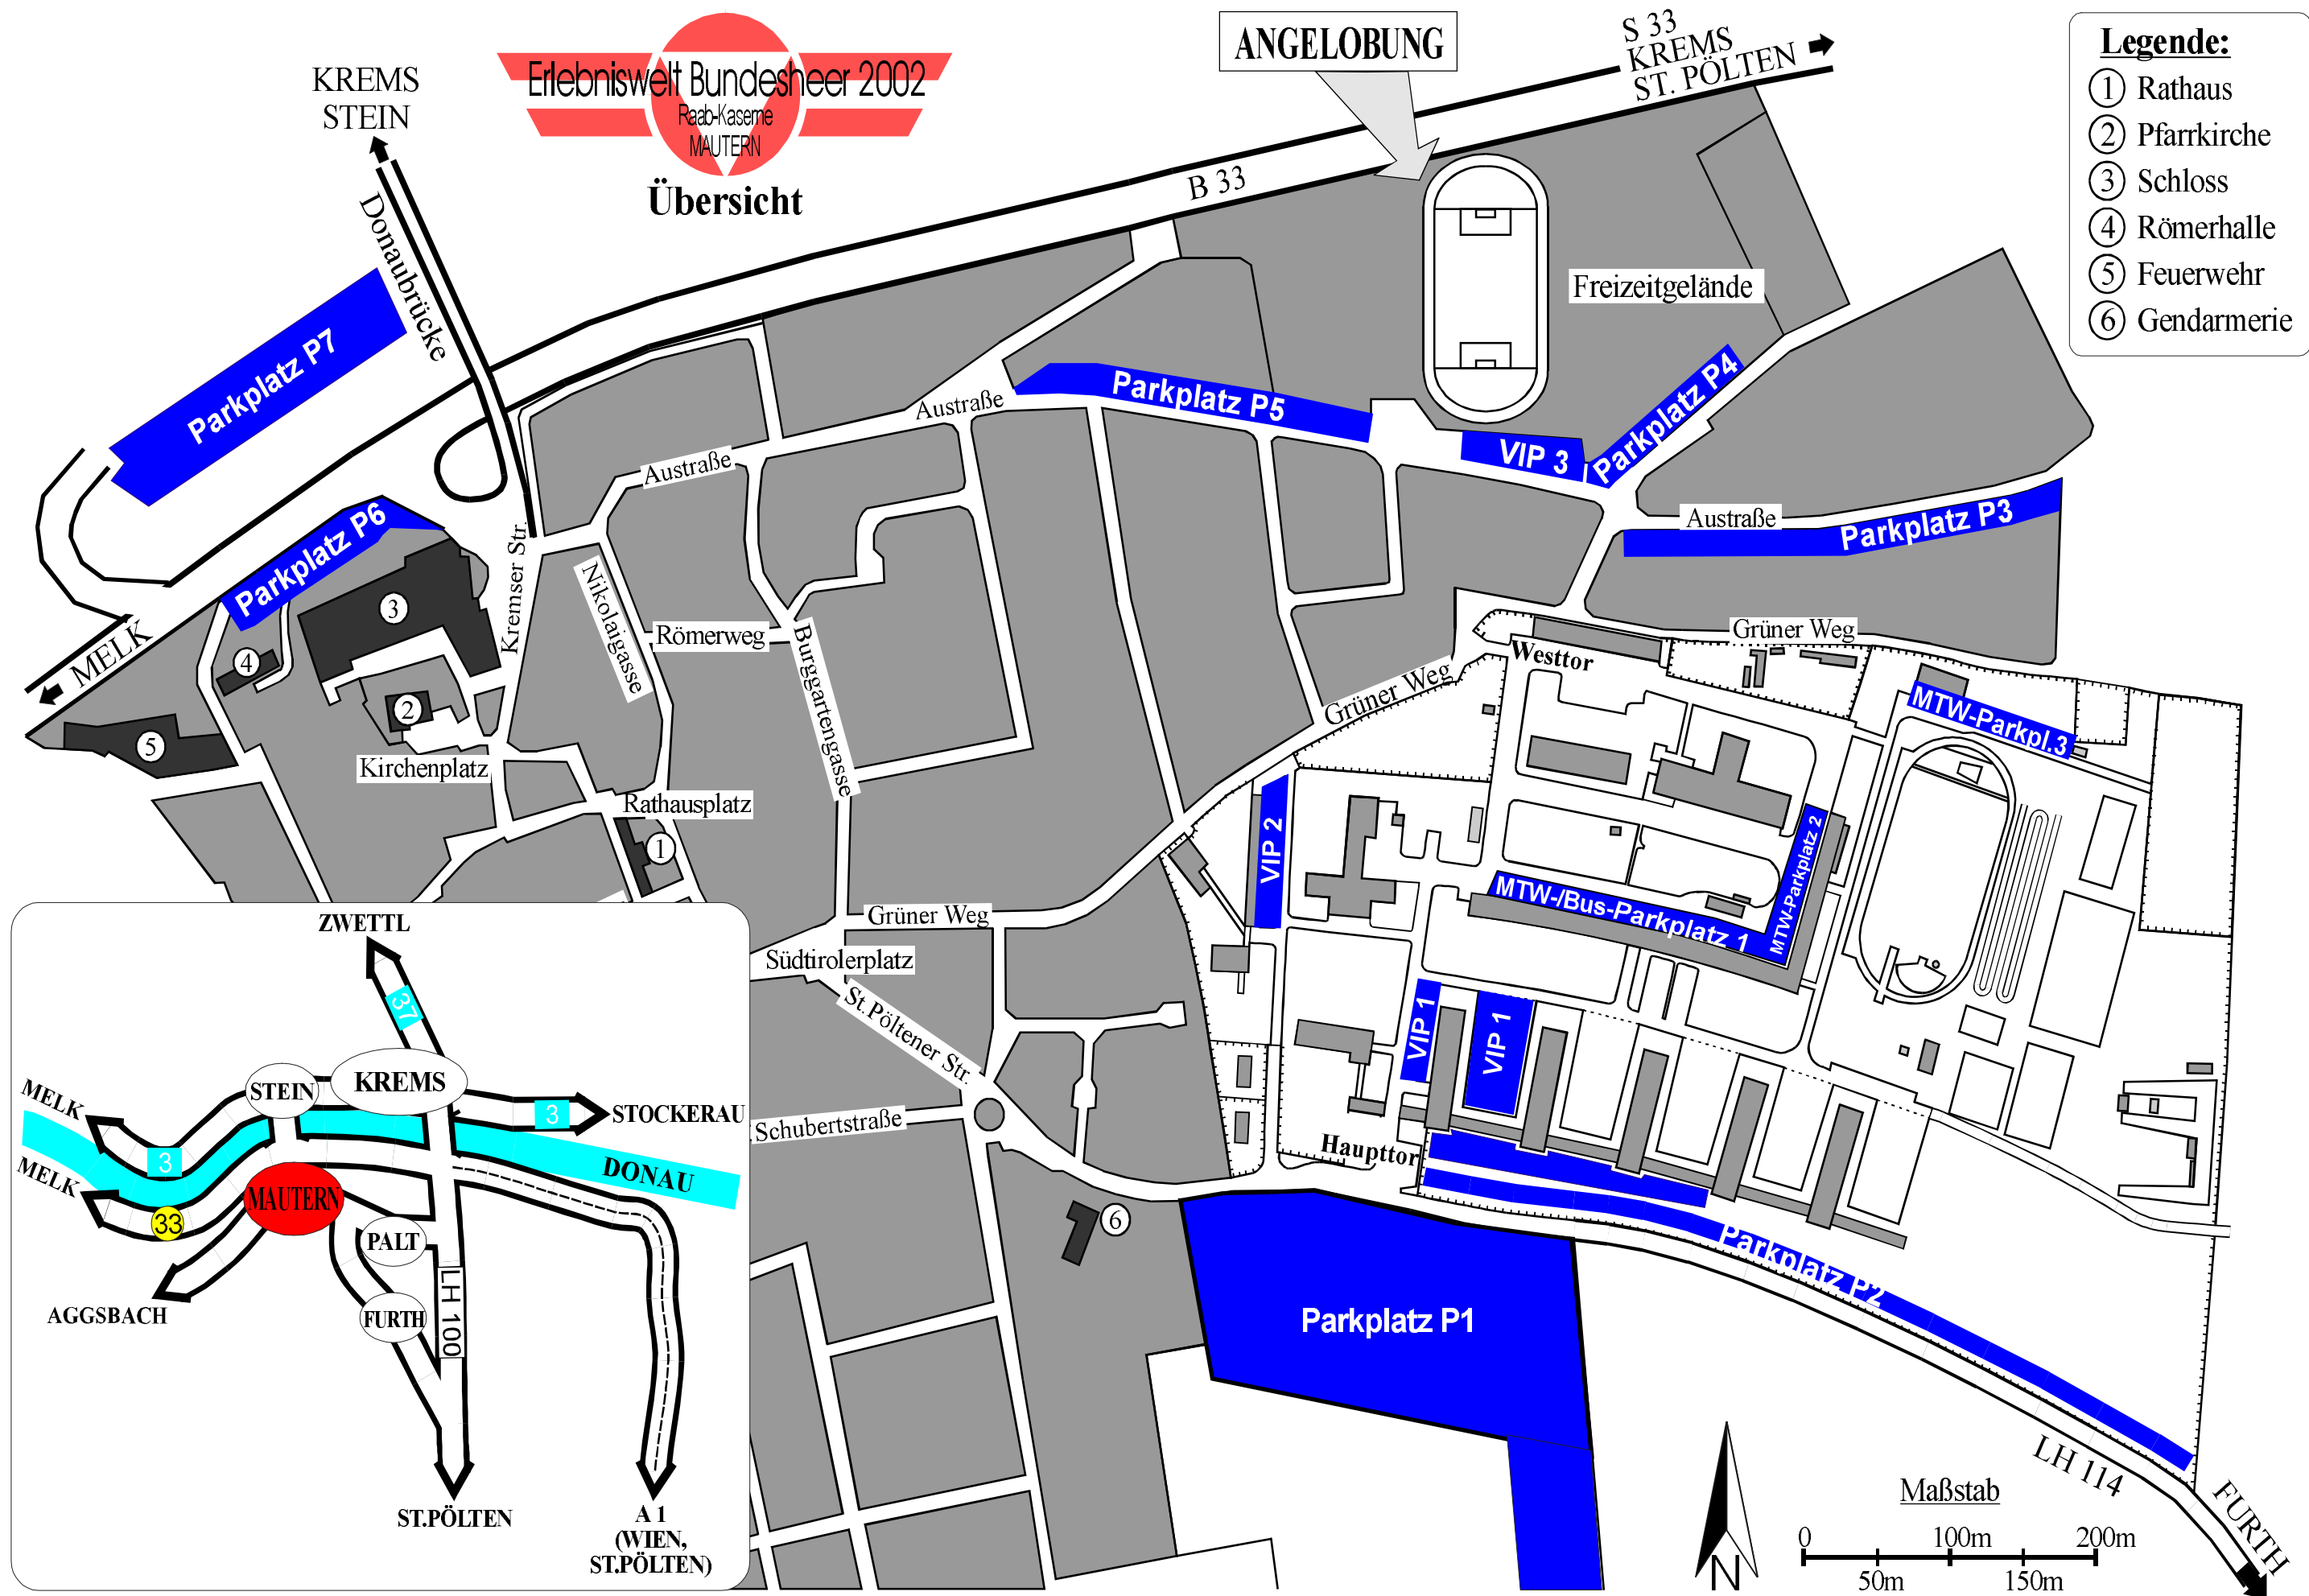 Erlebniswelt Bundesheer 2002
Raab-Kaserne
MAUTERN
Übersicht
ANGELOBUNG
S 33
KREMS
ST. PÖLTEN
KREMS
STEIN
Donaubrücke
B 33
Legende:
1 Rathaus
2 Pfarrkirche
3 Schloss
4 Römerhalle
5 Feuerwehr
6 Gendarmerie
Freizeitgelände
Parkplatz P7
Parkplatz P6
Parkplatz P5
Parkplatz P4
VIP 3
Parkplatz P3
Austraße
Austraße
Austraße
Kremser Str.
Nikolaigasse
Römerweg
Burggartengasse
MELK
3
4
2
5
1
Kirchenplatz
Rathausplatz
Grüner Weg
Grüner Weg
Grüner Weg
Westtor
MTW-Parkpl.3
VIP 2
MTW-/Bus-Parkplatz 1
MTW-Parkplatz 2
VIP 1
VIP 1
Südtirolerplatz
St.Pöltener Str.
Schubertstraße
Haupttor
6
Parkplatz P1
Parkplatz P2
LH 114
FURTH
Maßstab
0 100m 200m
50m 150m
N
ZWETTL
37
STEIN
KREMS
MELK
3
STOCKERAU
3
MELK
DONAU
MAUTERN
33
PALT
AGGSBACH
FURTH
LH 100
ST.PÖLTEN
A 1
(WIEN,
ST.PÖLTEN)